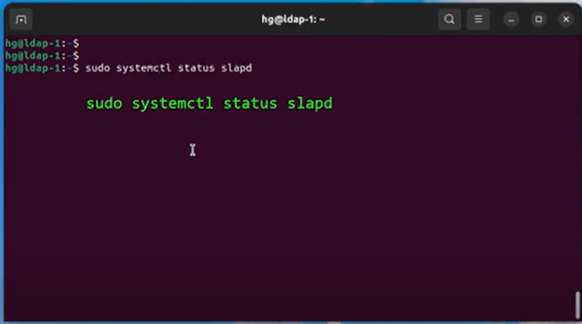 hg@ldap-1: ~
hg@ldap-1:~$
hg@ldap-1:~$
hg@ldap-1:~$ sudo systemctl status slapd
sudo systemctl status slapd